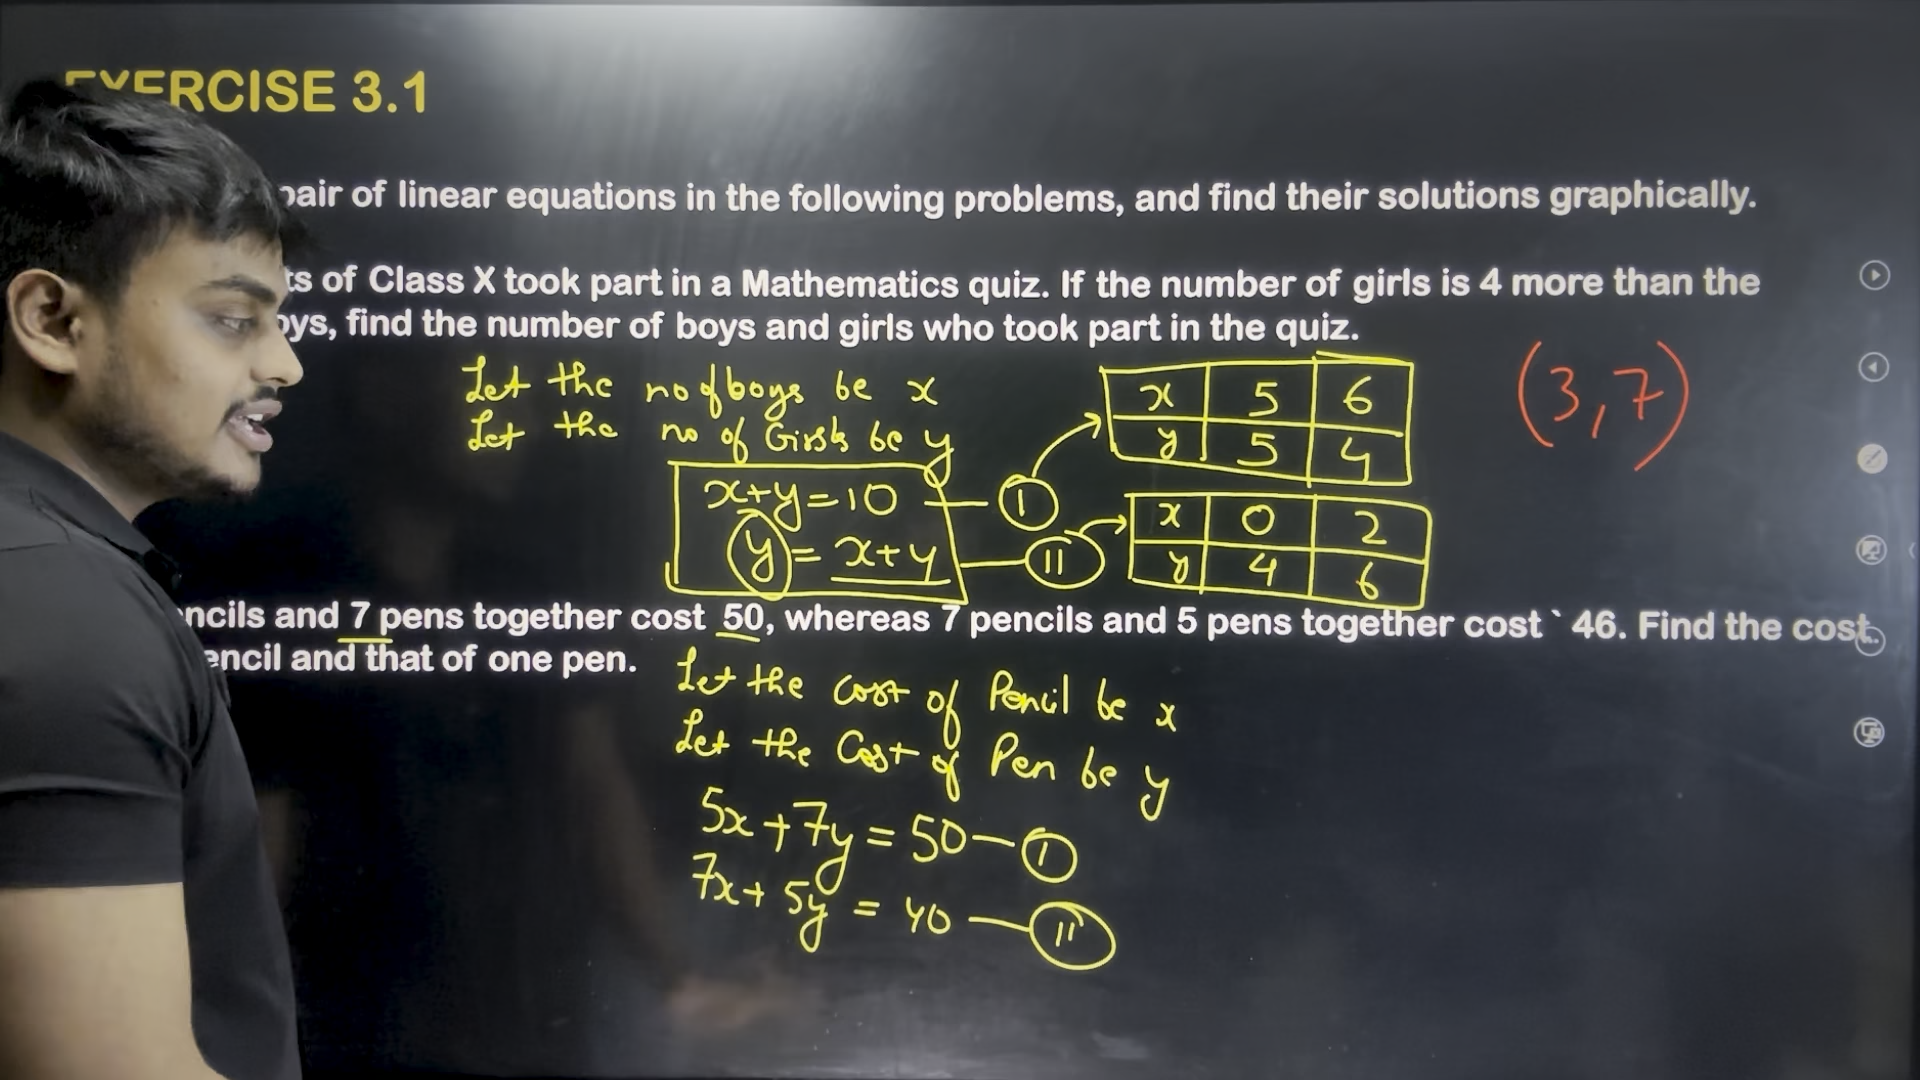 EXERCISE 3.1
pair of linear equations in the following problems, and find their solutions graphically.
ts of Class X took part in a Mathematics quiz. If the number of girls is 4 more than the
oys, find the number of boys and girls who took part in the quiz.
Let the no of boys be x
Let the no of Girls be y
x+y=10 — I
y = x+y — II
x 5 6
y 5 4
x 0 2
y 4 6
(3,7)
ncils and 7 pens together cost 50, whereas 7 pencils and 5 pens together cost ` 46. Find the cost
encil and that of one pen.
Let the cost of Pencil be x
Let the Cost of Pen be y
5x+7y=50 — I
7x+5y = 40 — II